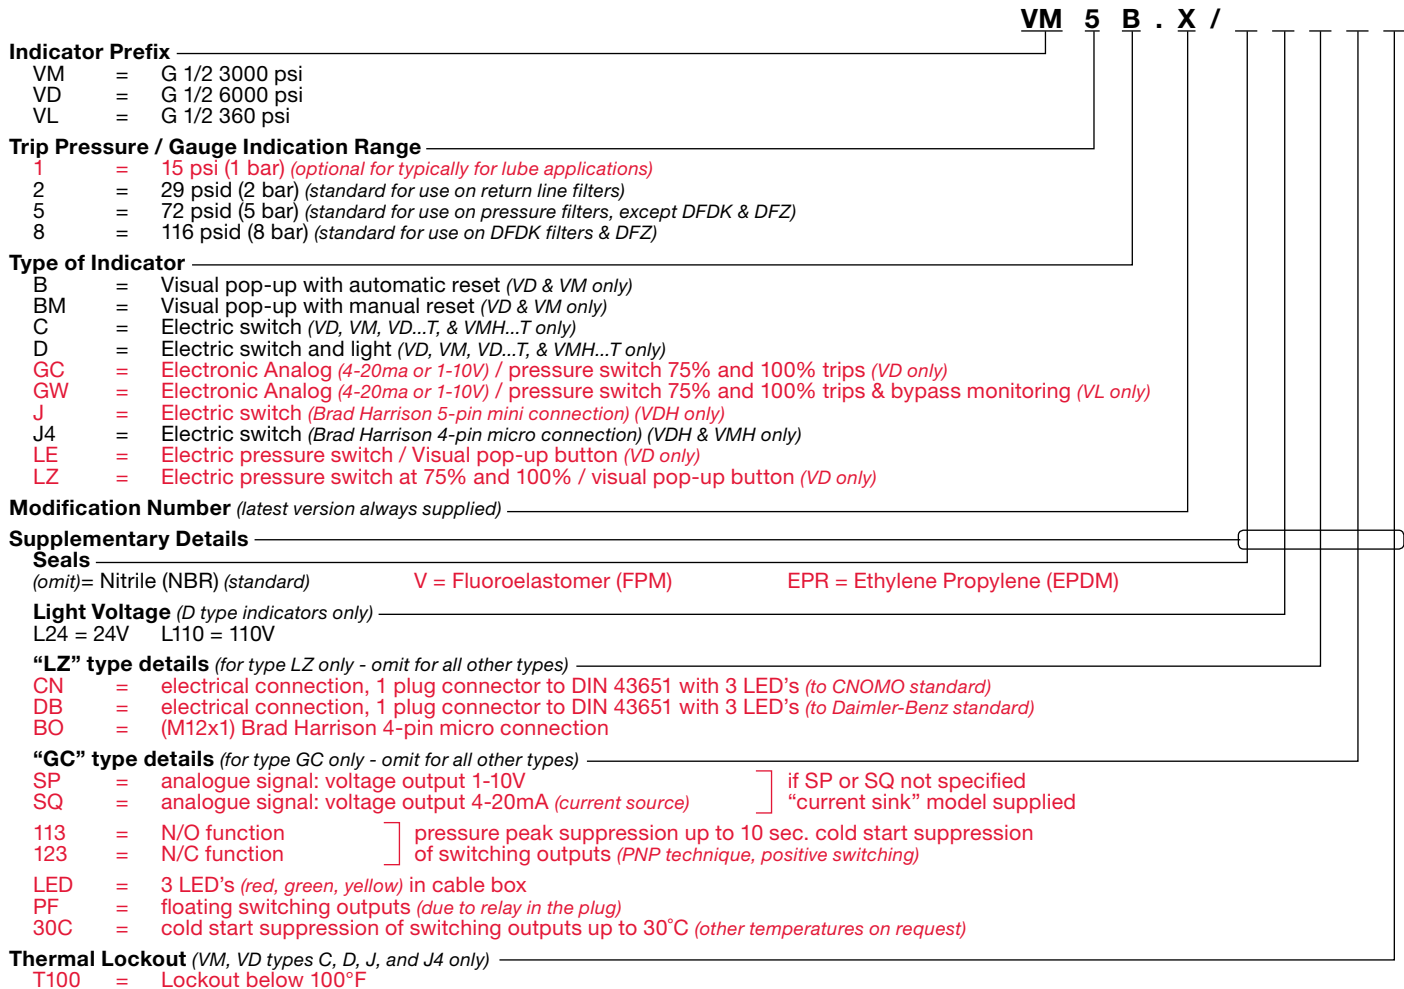 VM 5 B . X / _ _ _ _ _
Indicator Prefix
VM = G 1/2 3000 psi
VD = G 1/2 6000 psi
VL = G 1/2 360 psi
Trip Pressure / Gauge Indication Range
1 = 15 psi (1 bar) (optional for typically for lube applications)
2 = 29 psid (2 bar) (standard for use on return line filters)
5 = 72 psid (5 bar) (standard for use on pressure filters, except DFDK & DFZ)
8 = 116 psid (8 bar) (standard for use on DFDK filters & DFZ)
Type of Indicator
B = Visual pop-up with automatic reset (VD & VM only)
BM = Visual pop-up with manual reset (VD & VM only)
C = Electric switch (VD, VM, VD...T, & VMH...T only)
D = Electric switch and light (VD, VM, VD...T, & VMH...T only)
GC = Electronic Analog (4-20ma or 1-10V) / pressure switch 75% and 100% trips (VD only)
GW = Electronic Analog (4-20ma or 1-10V) / pressure switch 75% and 100% trips & bypass monitoring (VL only)
J = Electric switch (Brad Harrison 5-pin mini connection) (VDH only)
J4 = Electric switch (Brad Harrison 4-pin micro connection) (VDH & VMH only)
LE = Electric pressure switch / Visual pop-up button (VD only)
LZ = Electric pressure switch at 75% and 100% / visual pop-up button (VD only)
Modification Number (latest version always supplied)
Supplementary Details
Seals
(omit)= Nitrile (NBR) (standard) V = Fluoroelastomer (FPM) EPR = Ethylene Propylene (EPDM)
Light Voltage (D type indicators only)
L24 = 24V L110 = 110V
“LZ” type details (for type LZ only - omit for all other types)
CN = electrical connection, 1 plug connector to DIN 43651 with 3 LED's (to CNOMO standard)
DB = electrical connection, 1 plug connector to DIN 43651 with 3 LED's (to Daimler-Benz standard)
BO = (M12x1) Brad Harrison 4-pin micro connection
“GC” type details (for type GC only - omit for all other types)
SP = analogue signal: voltage output 1-10V if SP or SQ not specified
SQ = analogue signal: voltage output 4-20mA (current source) “current sink” model supplied
113 = N/O function pressure peak suppression up to 10 sec. cold start suppression
123 = N/C function of switching outputs (PNP technique, positive switching)
LED = 3 LED's (red, green, yellow) in cable box
PF = floating switching outputs (due to relay in the plug)
30C = cold start suppression of switching outputs up to 30˚C (other temperatures on request)
Thermal Lockout (VM, VD types C, D, J, and J4 only)
T100 = Lockout below 100°F